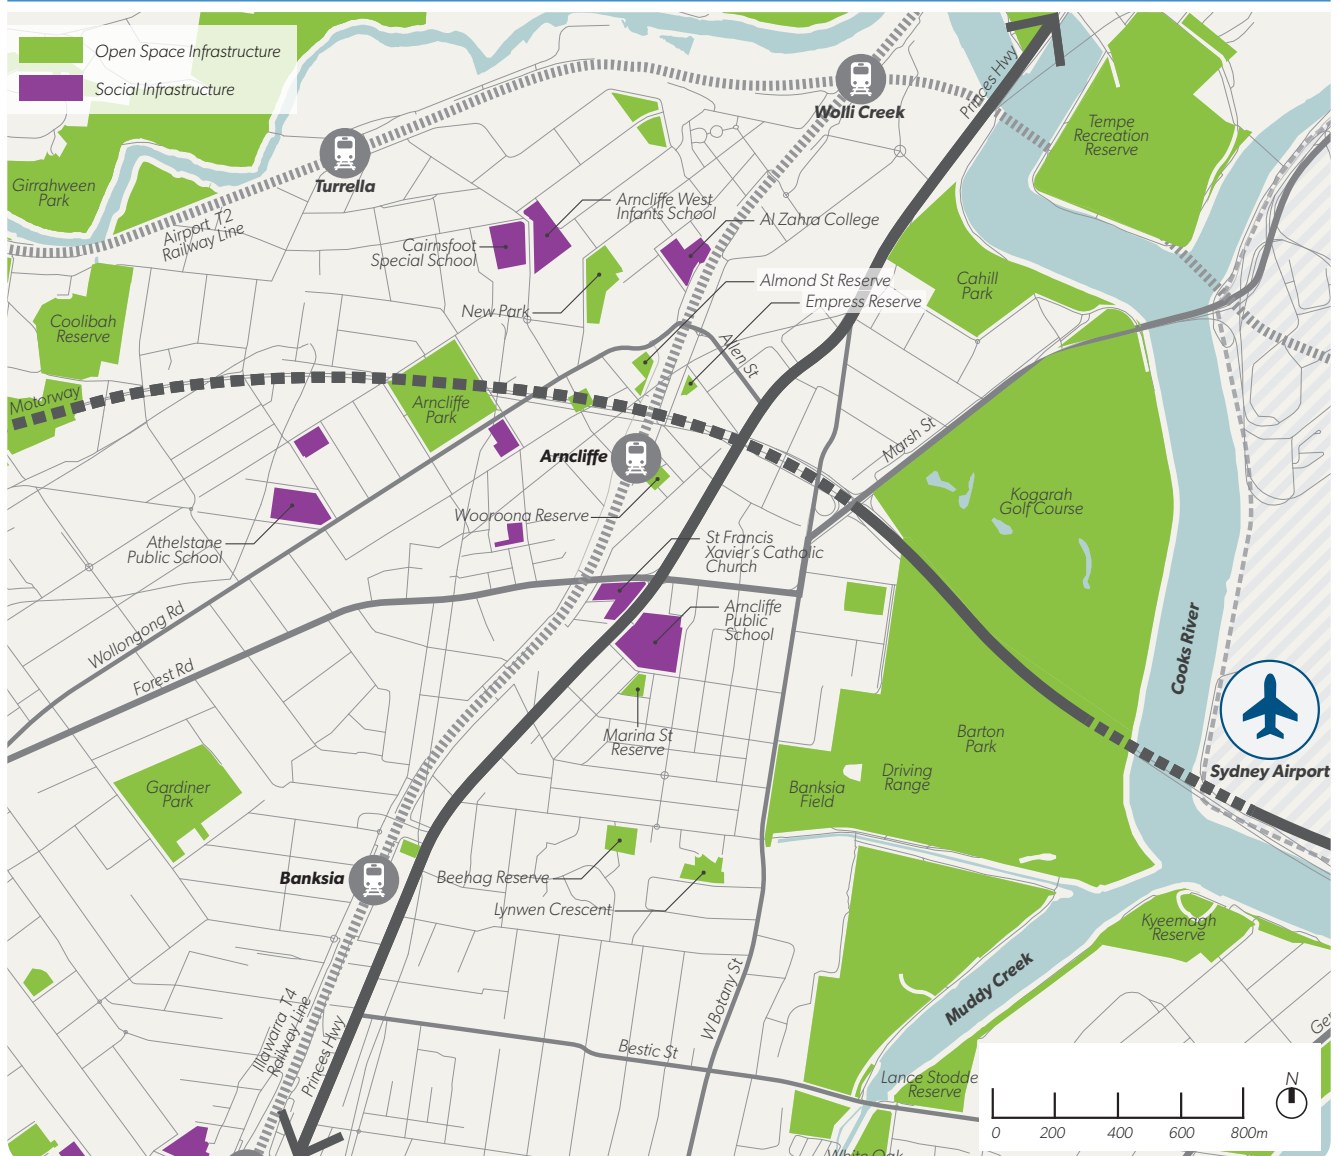 Open Space Infrastructure
Social Infrastructure
Princes Hwy
Wolli Creek
Tempe
Recreation
Reserve
Turrella
Girrahween
Park
Airport T2
Railway Line
Arncliffe West
Infants School
Al Zahra College
Cairnsfoot
Special School
Almond St Reserve
Cahill
Park
Empress Reserve
New Park
Coolibah
Reserve
Allen St
Motorway
Arncliffe
Park
Marsh St
Arncliffe
Kogarah
Golf Course
Wooroona Reserve
Athelstane
Public School
St Francis
Xavier's Catholic
Church
Arncliffe
Public
School
Wollongong Rd
Forest Rd
Cooks River
Marina St
Reserve
Barton
Park
Sydney Airport
Driving
Range
Gardiner
Park
Banksia
Field
Banksia
Beehag Reserve
Lynwen Crescent
Kyeemagh
Reserve
Muddy Creek
W Botany St
Illawarra T4
Railway Line
Princes Hwy
Bestic St
Ge
Lance Stodde
Reserve
N
0 200 400 600 800m
White Oak